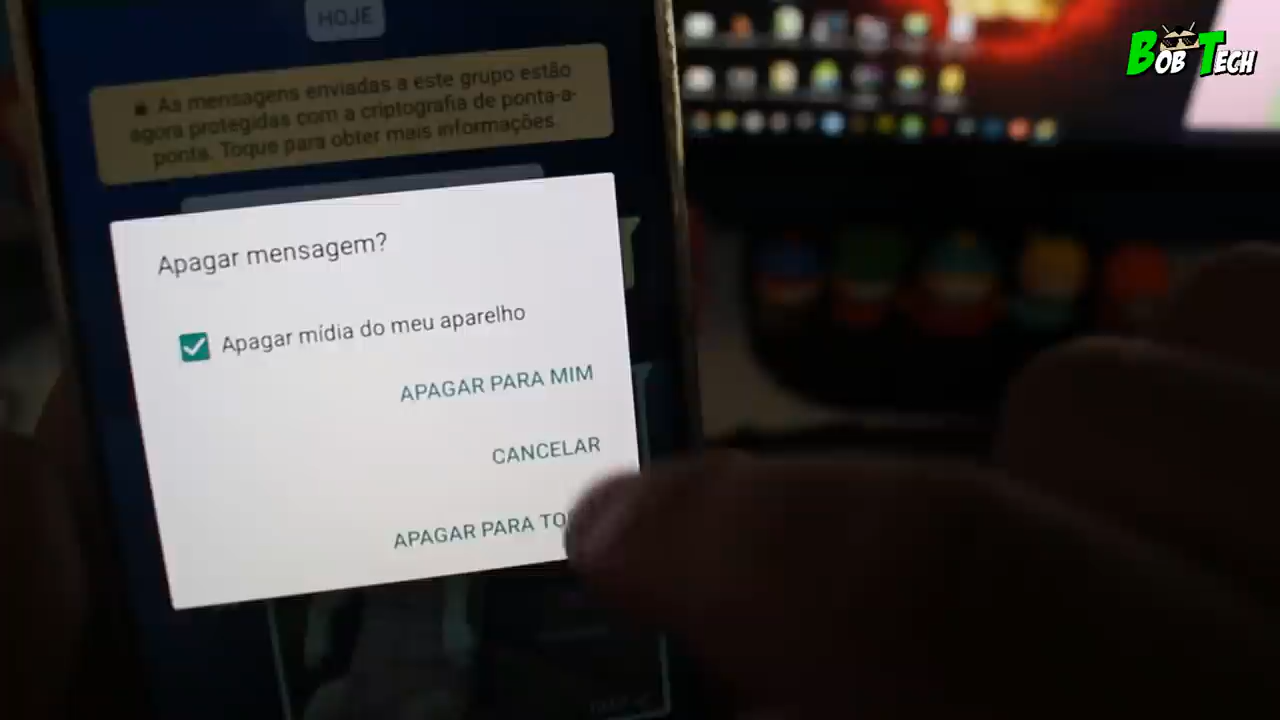 HOJE
As mensagens enviadas a este grupo estão
agora protegidas com a criptografia de ponta-a-
ponta. Toque para obter mais informações.
Apagar mensagem?
Apagar mídia do meu aparelho
APAGAR PARA MIM
CANCELAR
APAGAR PARA TO
BOB TECH